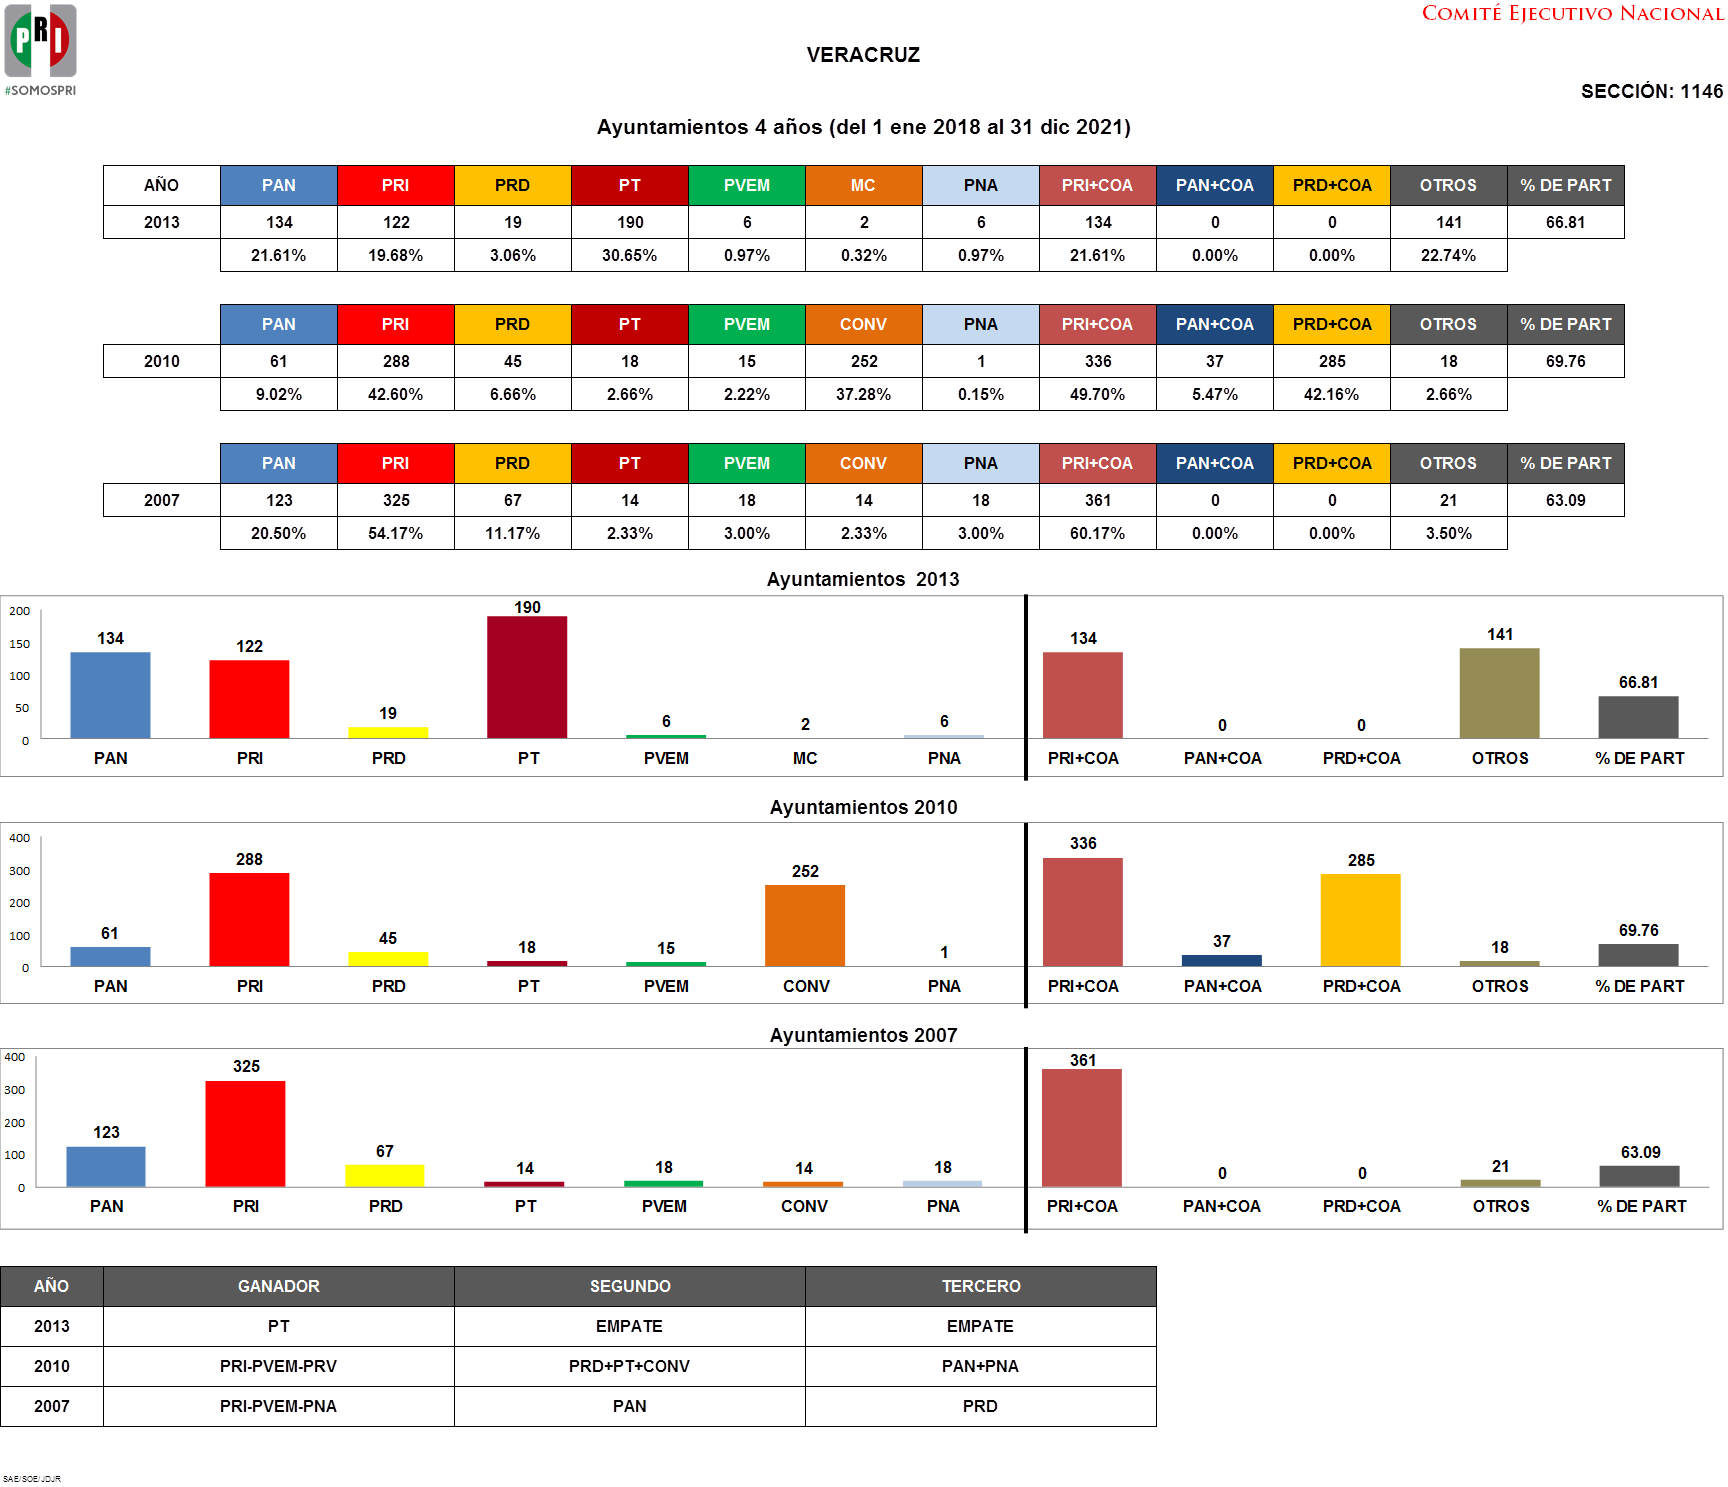 PRI
#SOMOSPRI
COMITÉ EJECUTIVO NACIONAL
VERACRUZ
SECCIÓN: 1146
Ayuntamientos 4 años (del 1 ene 2018 al 31 dic 2021)
AÑO PAN PRI PRD PT PVEM MC PNA PRI+COA PAN+COA PRD+COA OTROS % DE PART
2013 134 122 19 190 6 2 6 134 0 0 141 66.81
21.61% 19.68% 3.06% 30.65% 0.97% 0.32% 0.97% 21.61% 0.00% 0.00% 22.74%
PAN PRI PRD PT PVEM CONV PNA PRI+COA PAN+COA PRD+COA OTROS % DE PART
2010 61 288 45 18 15 252 1 336 37 285 18 69.76
9.02% 42.60% 6.66% 2.66% 2.22% 37.28% 0.15% 49.70% 5.47% 42.16% 2.66%
PAN PRI PRD PT PVEM CONV PNA PRI+COA PAN+COA PRD+COA OTROS % DE PART
2007 123 325 67 14 18 14 18 361 0 0 21 63.09
20.50% 54.17% 11.17% 2.33% 3.00% 2.33% 3.00% 60.17% 0.00% 0.00% 3.50%
Ayuntamientos 2013
200
150
100
50
0
134 122 19 190 6 2 6 134 0 0 141 66.81
PAN PRI PRD PT PVEM MC PNA PRI+COA PAN+COA PRD+COA OTROS % DE PART
Ayuntamientos 2010
400
300
200
100
0
61 288 45 18 15 252 1 336 37 285 18 69.76
PAN PRI PRD PT PVEM CONV PNA PRI+COA PAN+COA PRD+COA OTROS % DE PART
Ayuntamientos 2007
400
300
200
100
0
123 325 67 14 18 14 18 361 0 0 21 63.09
PAN PRI PRD PT PVEM CONV PNA PRI+COA PAN+COA PRD+COA OTROS % DE PART
AÑO GANADOR SEGUNDO TERCERO
2013 PT EMPATE EMPATE
2010 PRI-PVEM-PRV PRD+PT+CONV PAN+PNA
2007 PRI-PVEM-PNA PAN PRD
SAE/SOE/JDJR